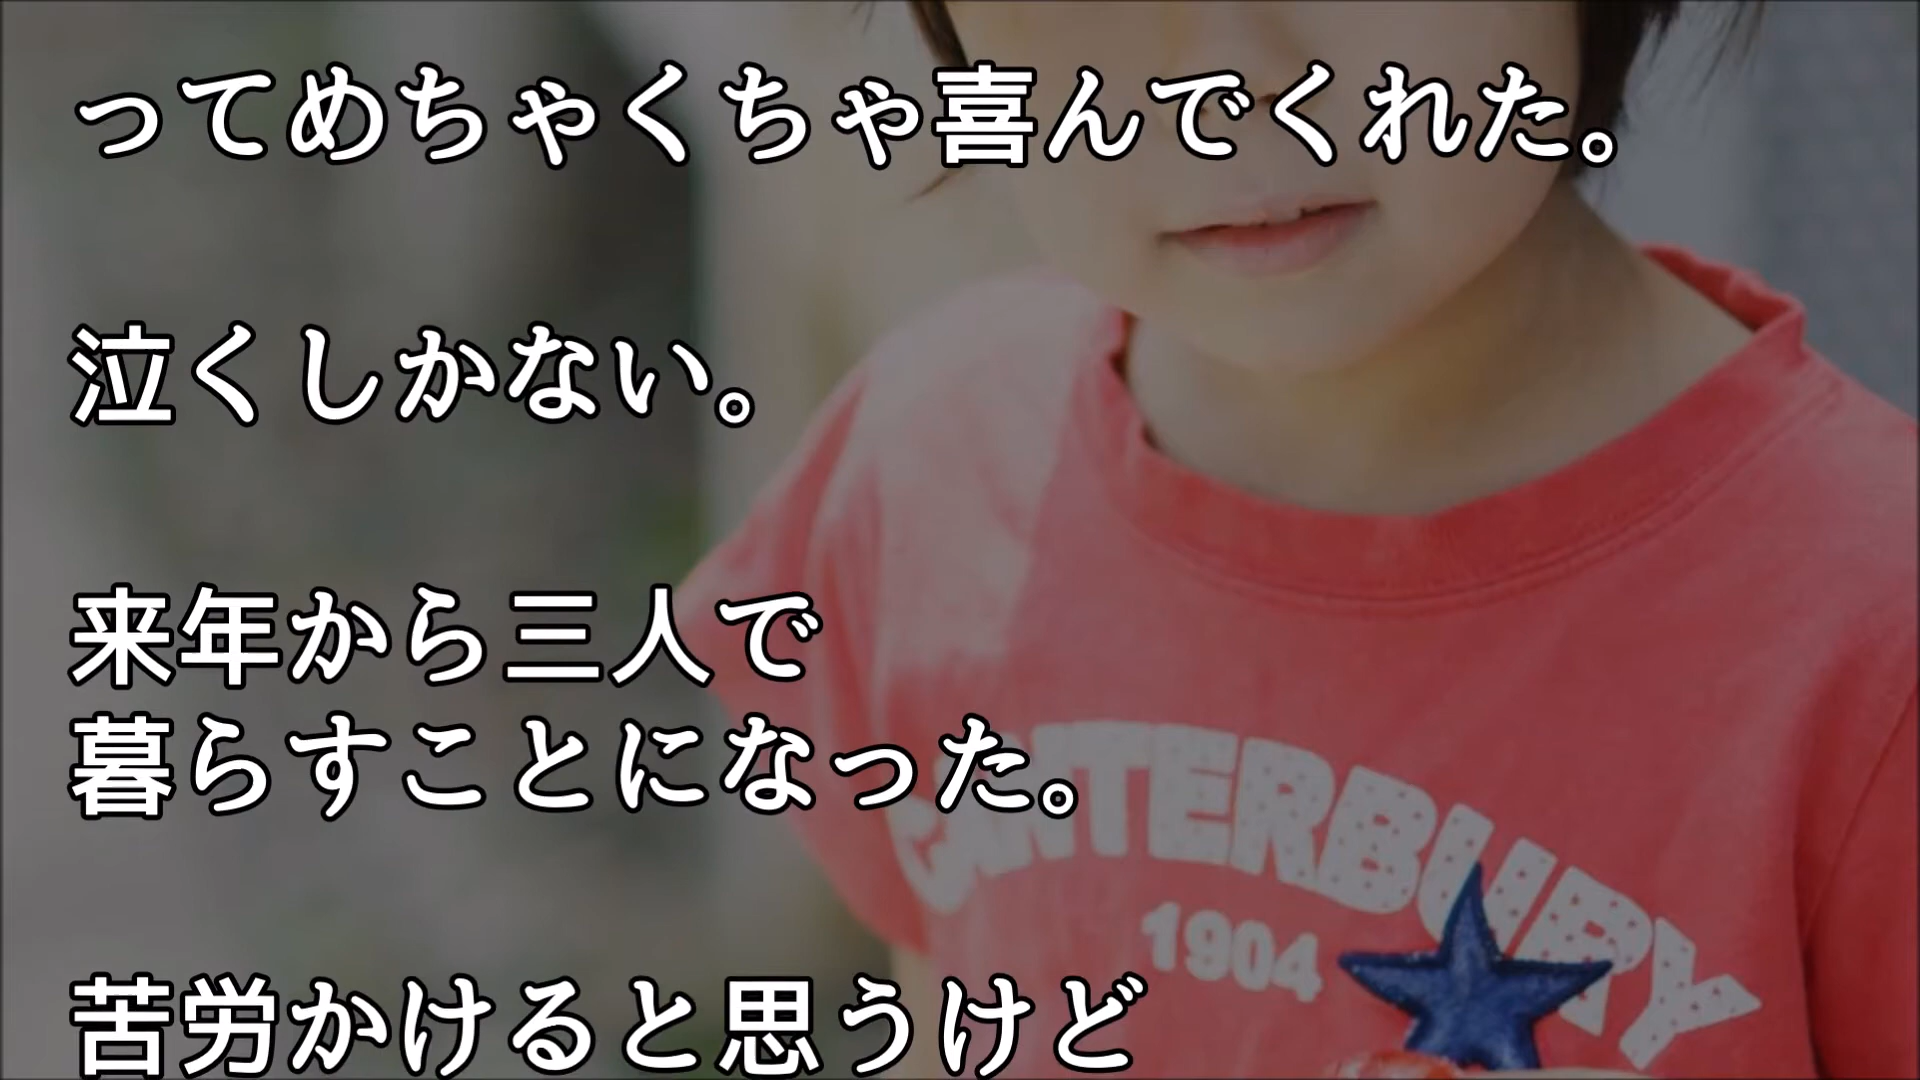 ってめちゃくちゃ喜んでくれた。
泣くしかない。
来年から三人で
暮らすことになった。
苦労かけると思うけど
CANTERBURY
1904